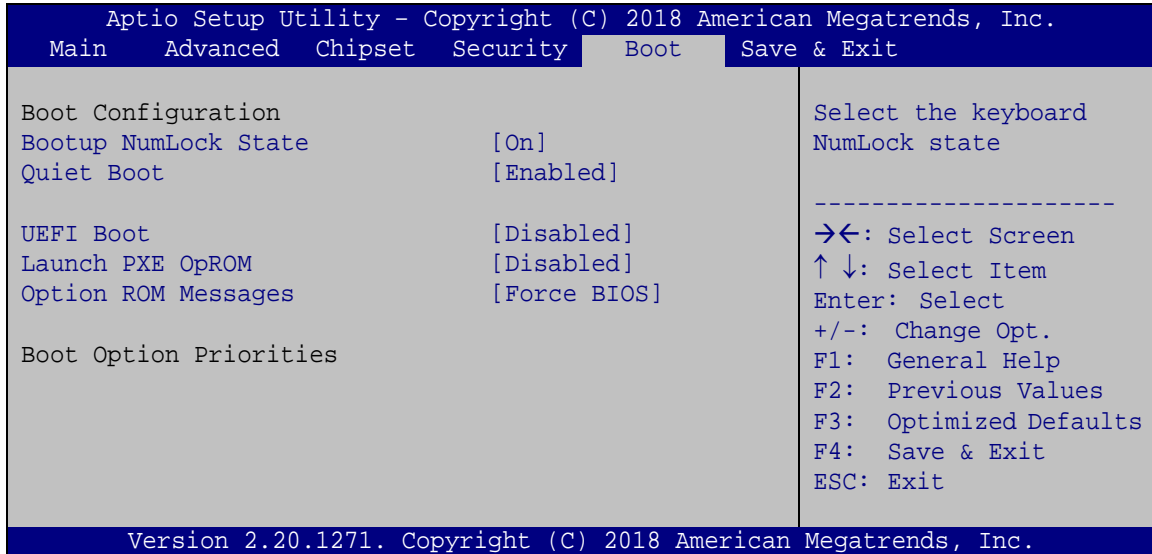 Aptio Setup Utility – Copyright (C) 2018 American Megatrends, Inc.
Main Advanced Chipset Security Boot Save & Exit
Boot Configuration
Bootup NumLock State [On]
Quiet Boot [Enabled]
UEFI Boot [Disabled]
Launch PXE OpROM [Disabled]
Option ROM Messages [Force BIOS]
Boot Option Priorities
Select the keyboard
NumLock state
---------------------
→←: Select Screen
↑ ↓: Select Item
Enter: Select
+/-: Change Opt.
F1: General Help
F2: Previous Values
F3: Optimized Defaults
F4: Save & Exit
ESC: Exit
Version 2.20.1271. Copyright (C) 2018 American Megatrends, Inc.